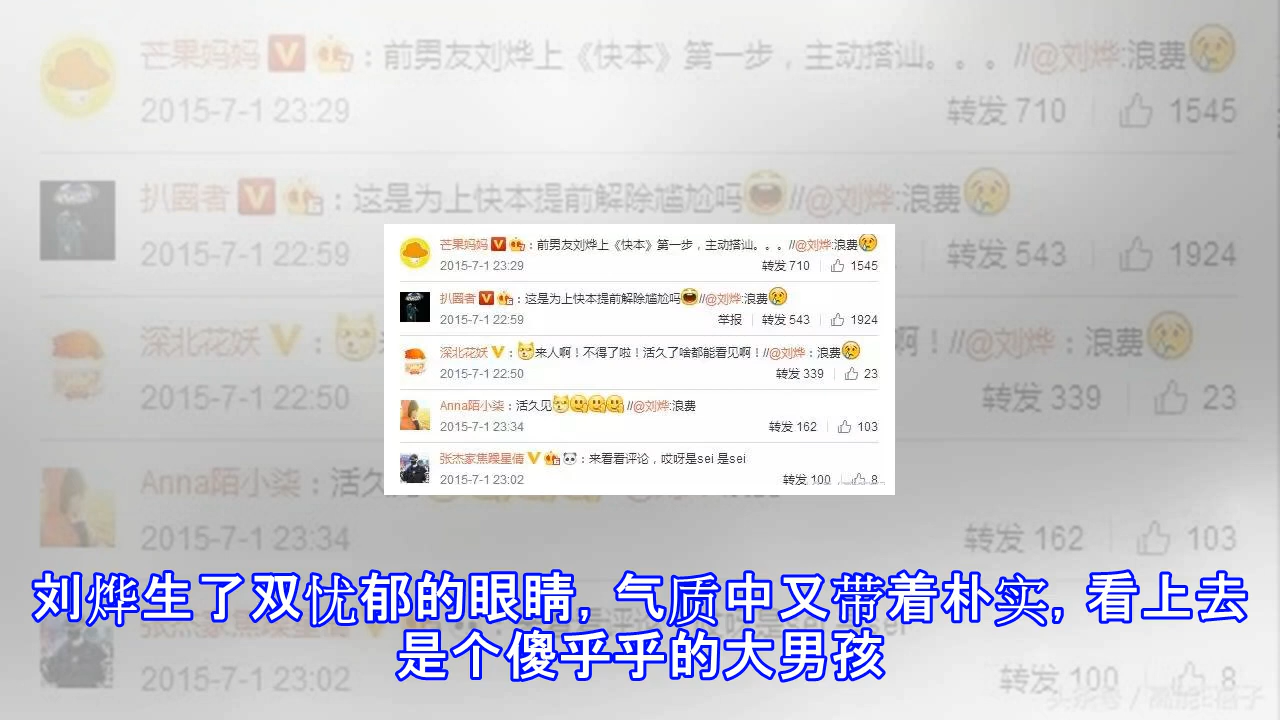 芒果妈妈：前男友刘烨上《快本》第一步，主动搭讪。。。//@刘烨:浪费
2015-7-1 23:29 转发 710 1545
扒圈者：这是为上快本提前解除尴尬吗//@刘烨:浪费
2015-7-1 22:59 举报 转发 543 1924
深北花妖：来人啊！不得了啦！活久了啥都能看见啊！//@刘烨：浪费
2015-7-1 22:50 转发 339 23
Anna陌小柒：活久见//@刘烨:浪费
2015-7-1 23:34 转发 162 103
张杰家焦躁星倩：来看看评论，哎呀是sei 是sei
2015-7-1 23:02 转发 100 8
刘烨生了双忧郁的眼睛,气质中又带着朴实,看上去
是个傻乎乎的大男孩